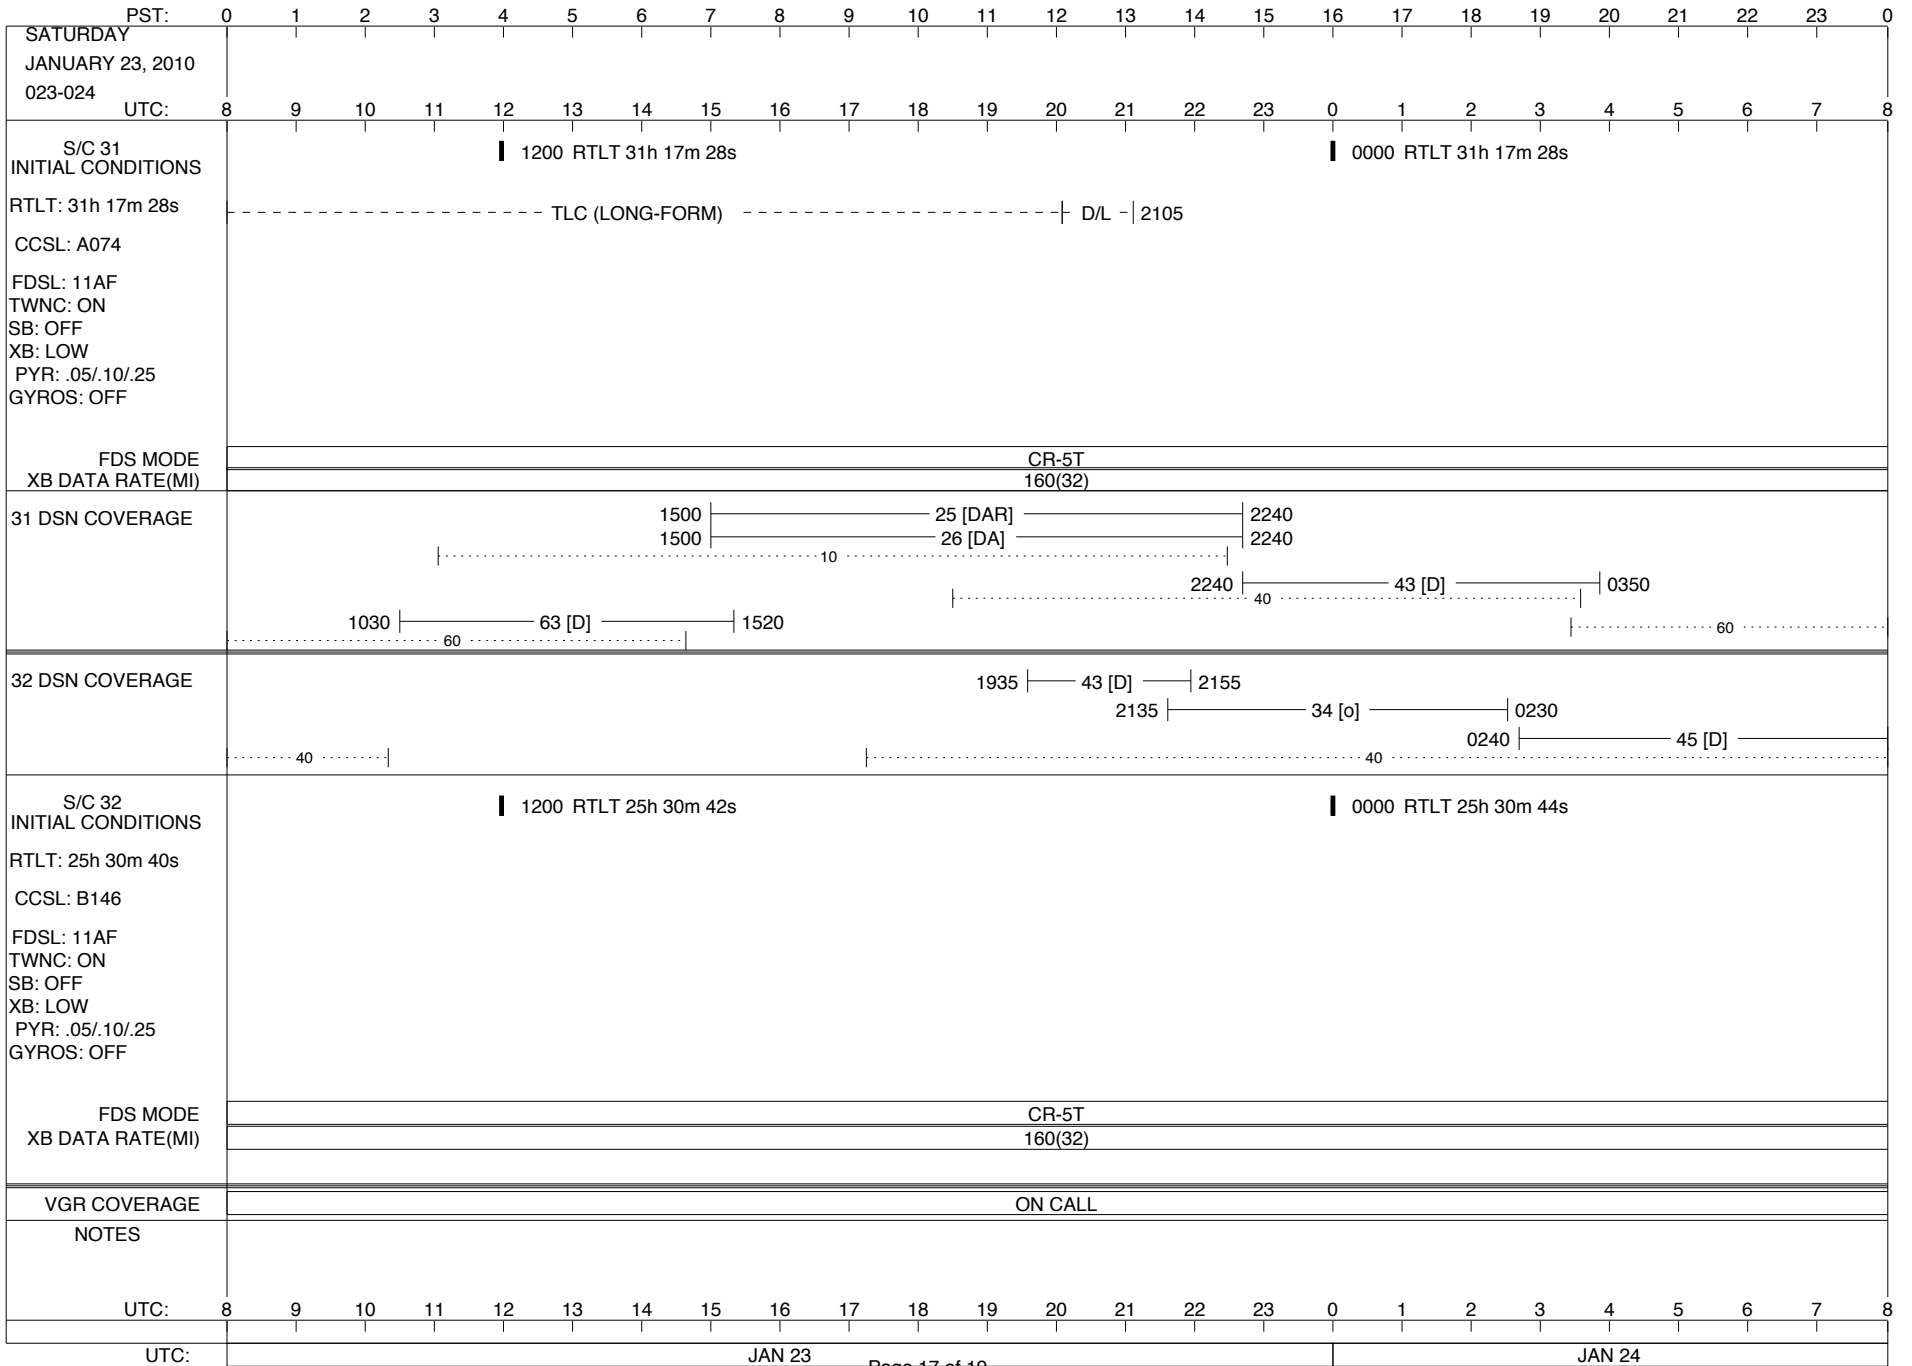 PST: 0 1 2 3 4 5 6 7 8 9 10 11 12 13 14 15 16 17 18 19 20 21 22 23 0
SATURDAY
JANUARY 23, 2010
023-024
UTC: 8 9 10 11 12 13 14 15 16 17 18 19 20 21 22 23 0 1 2 3 4 5 6 7 8
S/C 31
INITIAL CONDITIONS
1200 RTLT 31h 17m 28s
0000 RTLT 31h 17m 28s
RTLT: 31h 17m 28s
TLC (LONG-FORM)
D/L
2105
CCSL: A074
FDSL: 11AF
TWNC: ON
SB: OFF
XB: LOW
PYR: .05/.10/.25
GYROS: OFF
FDS MODE
CR-5T
XB DATA RATE(MI)
160(32)
31 DSN COVERAGE
1500 25 [DAR] 2240
1500 26 [DA] 2240
10
2240 43 [D] 0350
40
1030 63 [D] 1520
60
60
32 DSN COVERAGE
1935 43 [D] 2155
2135 34 [o] 0230
0240 45 [D]
40
40
S/C 32
INITIAL CONDITIONS
1200 RTLT 25h 30m 42s
0000 RTLT 25h 30m 44s
RTLT: 25h 30m 40s
CCSL: B146
FDSL: 11AF
TWNC: ON
SB: OFF
XB: LOW
PYR: .05/.10/.25
GYROS: OFF
FDS MODE
CR-5T
XB DATA RATE(MI)
160(32)
VGR COVERAGE
ON CALL
NOTES
UTC: 8 9 10 11 12 13 14 15 16 17 18 19 20 21 22 23 0 1 2 3 4 5 6 7 8
UTC:
JAN 23
JAN 24
Page 17 of 19